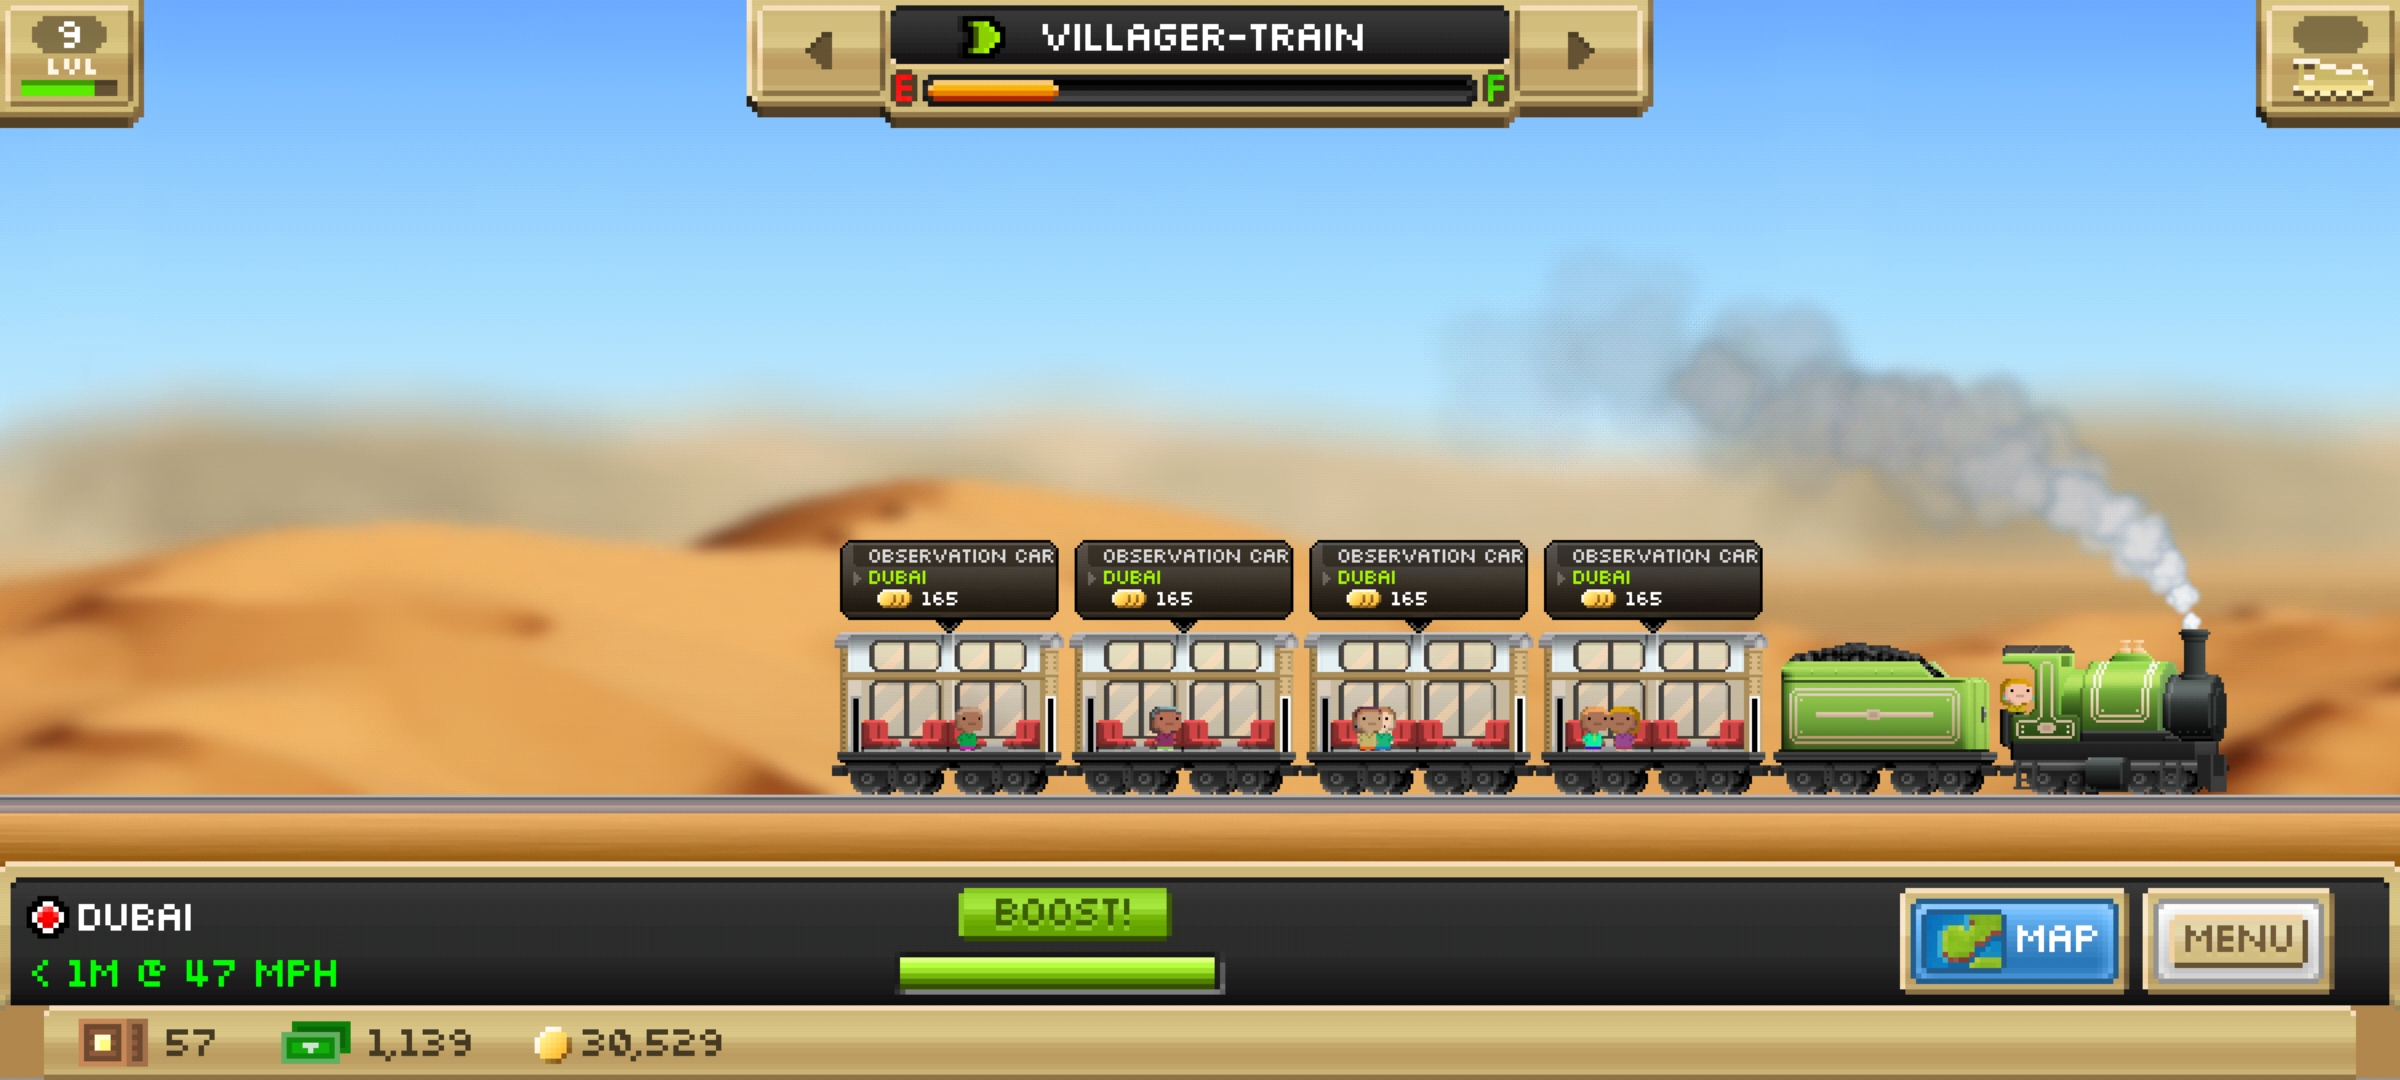 9
LVL
VILLAGER-TRAIN
E F
OBSERVATION CAR
DUBAI
165
OBSERVATION CAR
DUBAI
165
OBSERVATION CAR
DUBAI
165
OBSERVATION CAR
DUBAI
165
DUBAI
< 1M @ 47 MPH
BOOST!
MAP
MENU
57
1,139
30,529